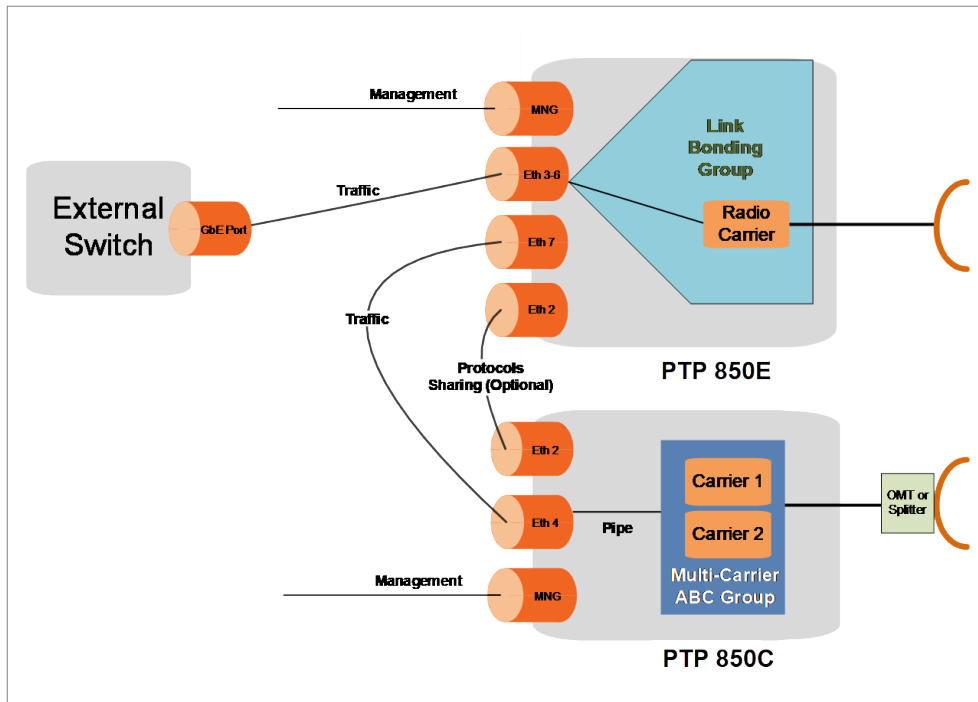 Management
MNG
Link
Bonding
Group
Eth 3-6
Traffic
External
Switch
GbE Port
Radio
Carrier
Eth 7
Eth 2
Traffic
Protocols
Sharing (Optional)
PTP 850E
Eth 2
Carrier 1
Carrier 2
OMT or
Splitter
Eth 4
Pipe
Multi-Carrier
ABC Group
Management
MNG
PTP 850C